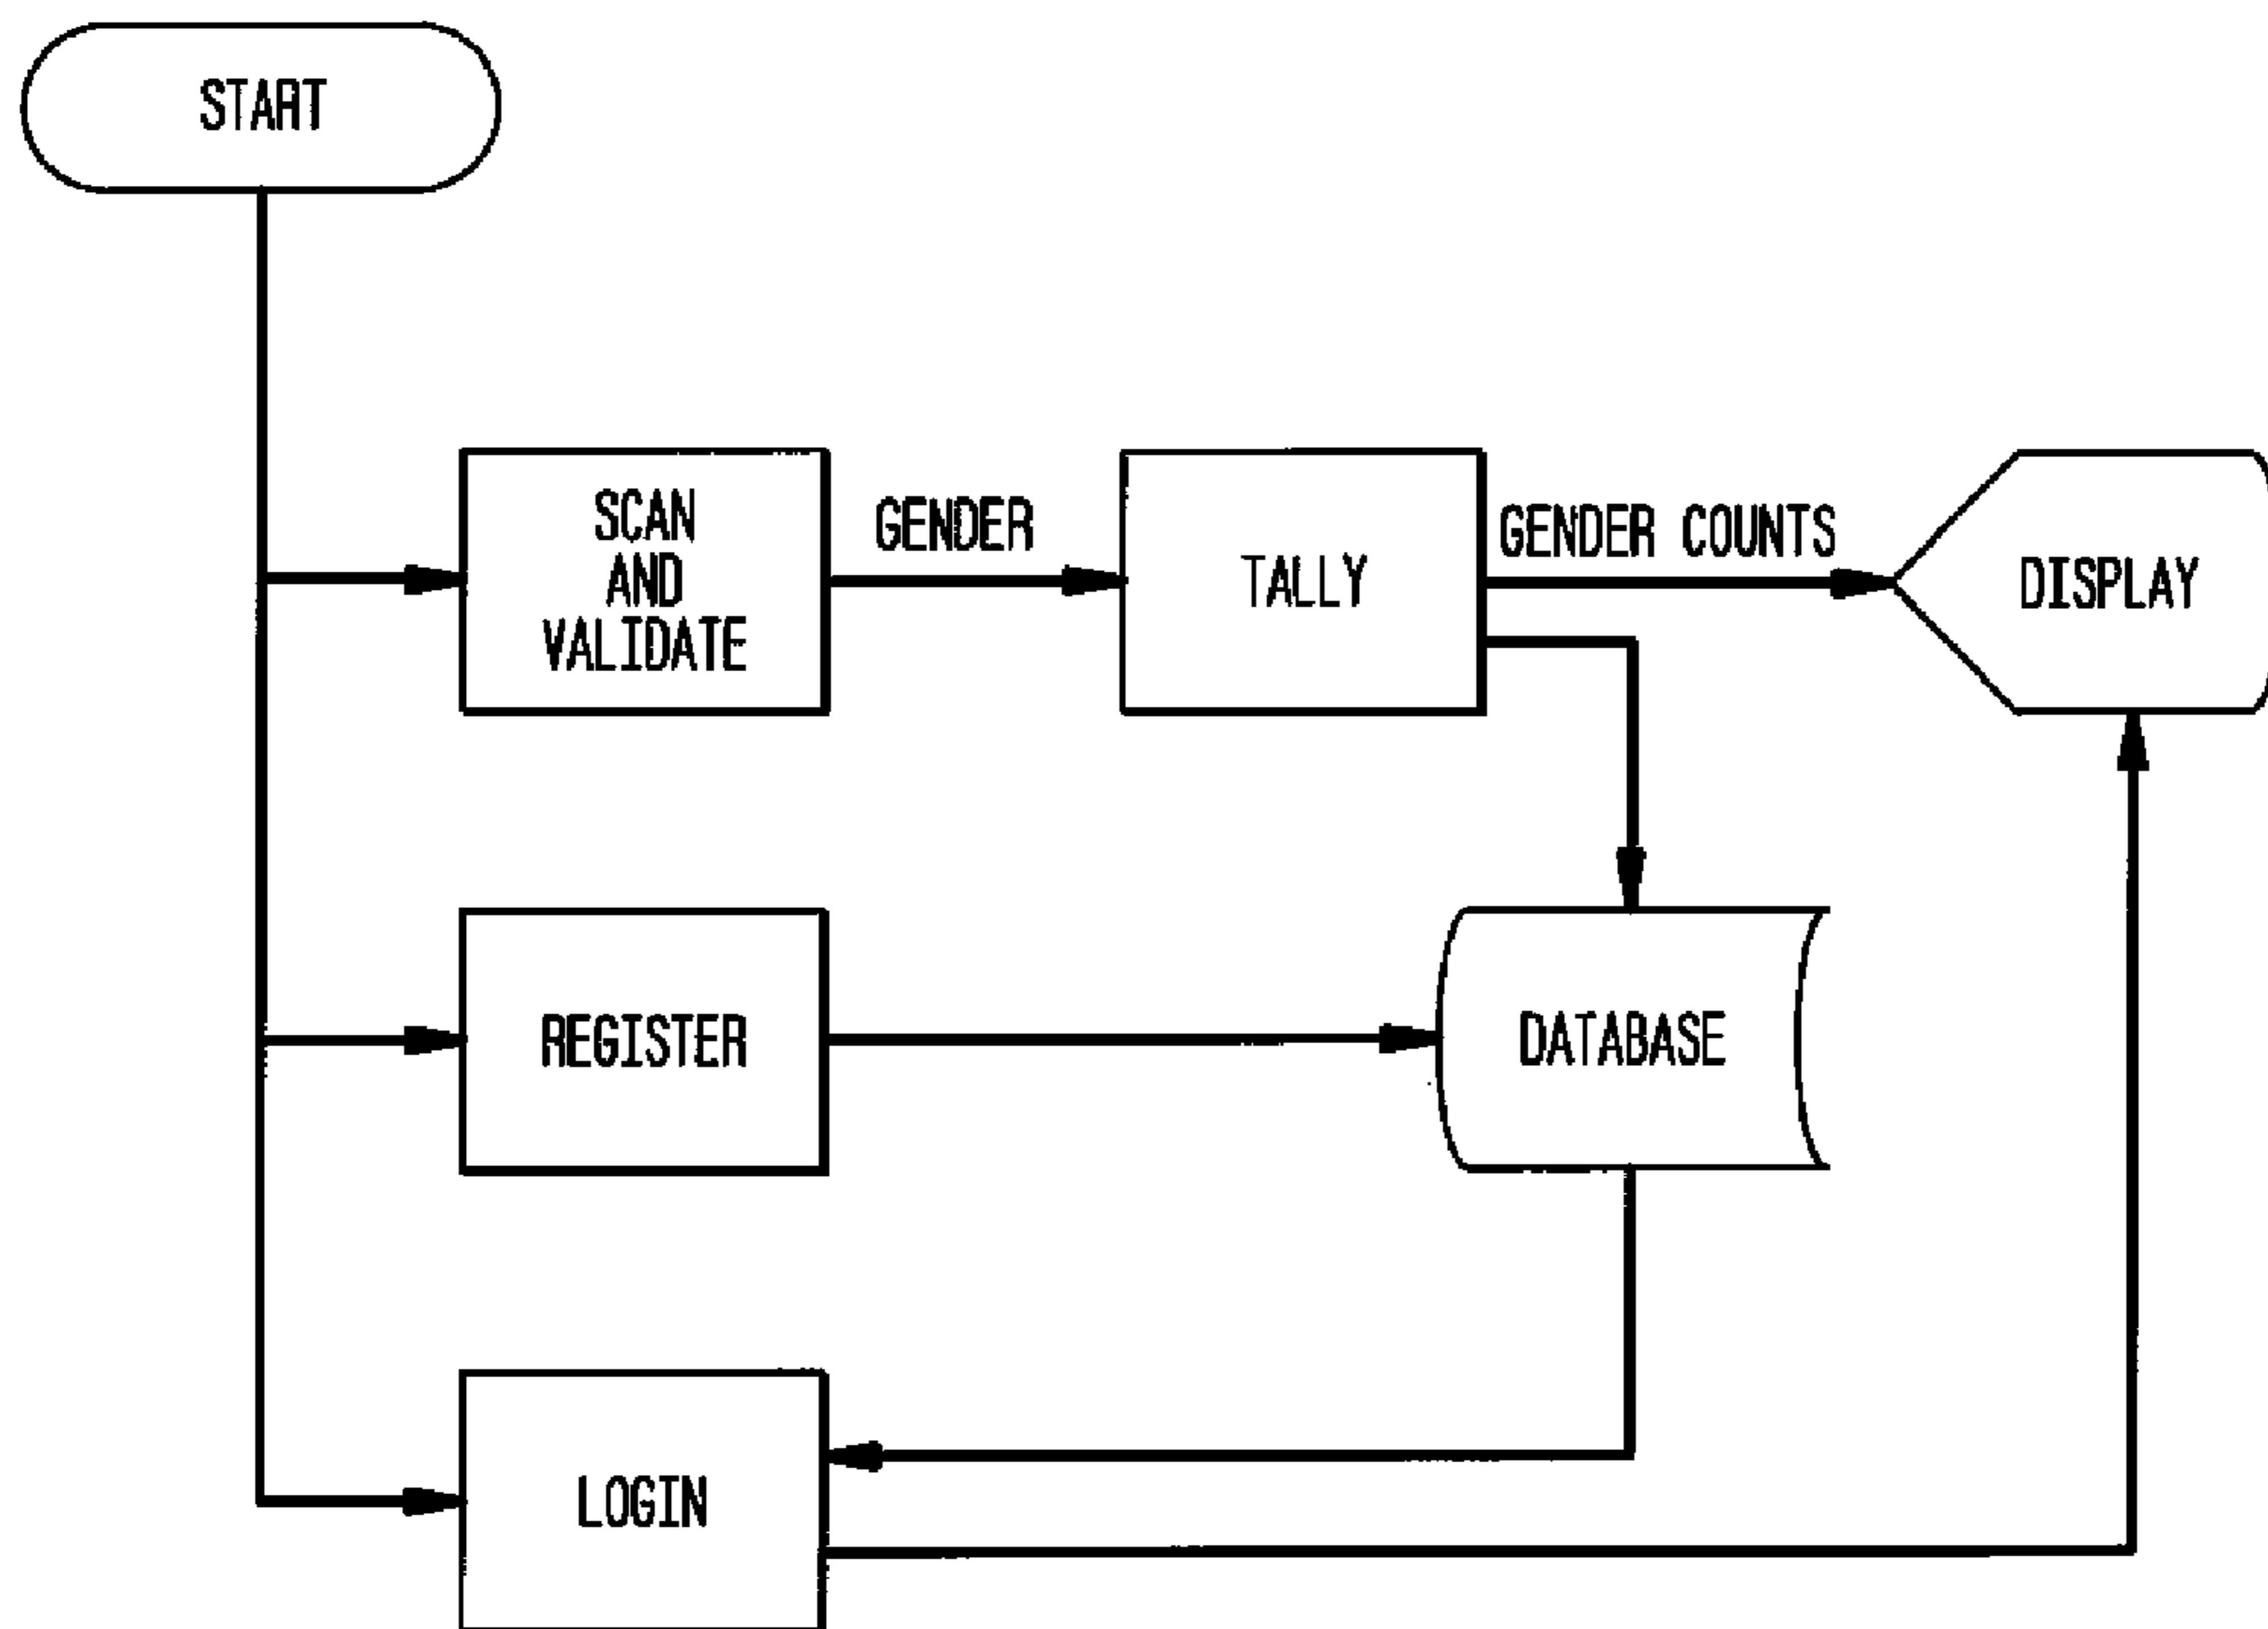 START
SCAN
AND
VALIDATE
GENDER
TALLY
GENDER COUNTS
DISPLAY
REGISTER
DATABASE
LOGIN